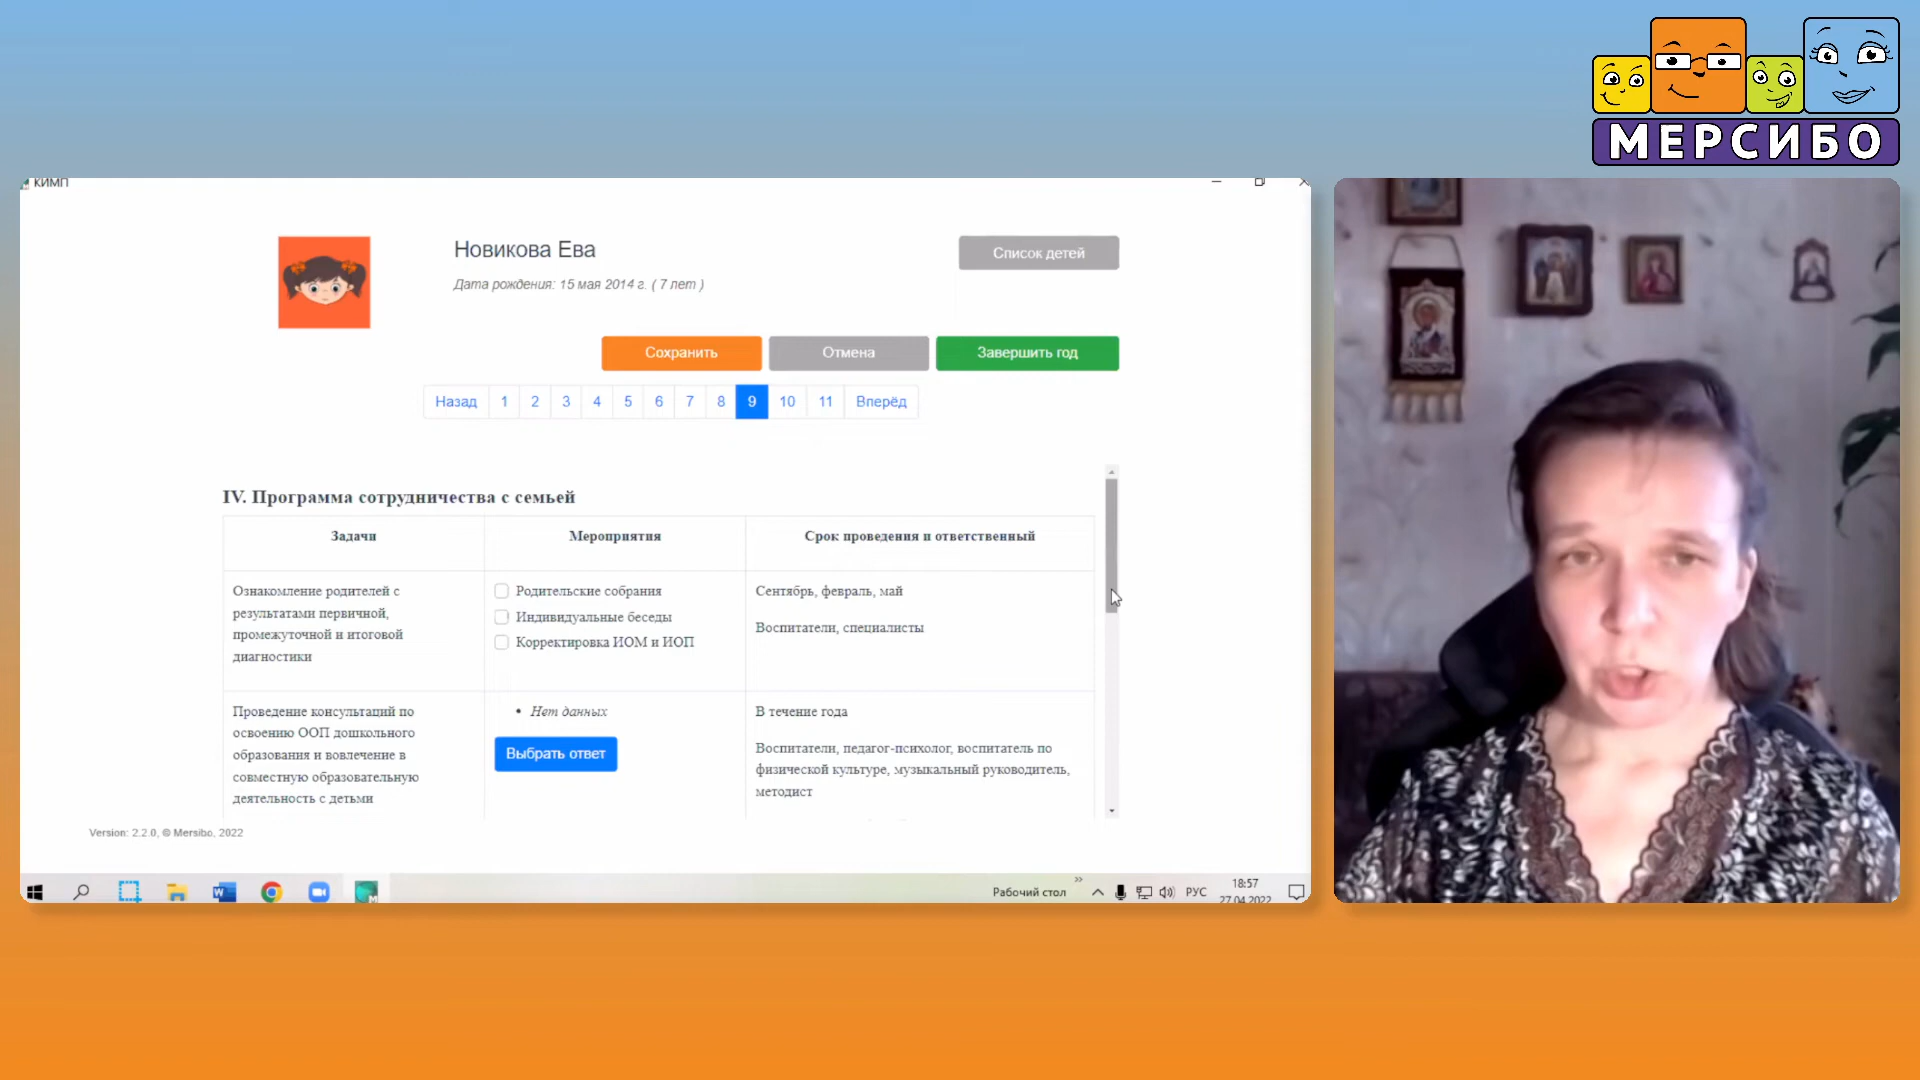 МЕРСИБО
КИМП
Новикова Ева
Дата рождения: 15 мая 2014 г. ( 7 лет )
Список детей
Сохранить
Отмена
Завершить год
Назад 1 2 3 4 5 6 7 8 9 10 11 Вперёд
IV. Программа сотрудничества с семьей
Задачи
Мероприятия
Срок проведения и ответственный
Ознакомление родителей с
результатами первичной,
промежуточной и итоговой
диагностики
Родительские собрания
Индивидуальные беседы
Корректировка ИОМ и ИОП
Сентябрь, февраль, май
Воспитатели, специалисты
Проведение консультаций по
освоению ООП дошкольного
образования и вовлечение в
совместную образовательную
деятельность с детьми
Нет данных
Выбрать ответ
В течение года
Воспитатели, педагог-психолог, воспитатель по
физической культуре, музыкальный руководитель,
методист
Version: 2.2.0, © Mersibo, 2022
Рабочий стол
РУС
18:57
27.04.2022